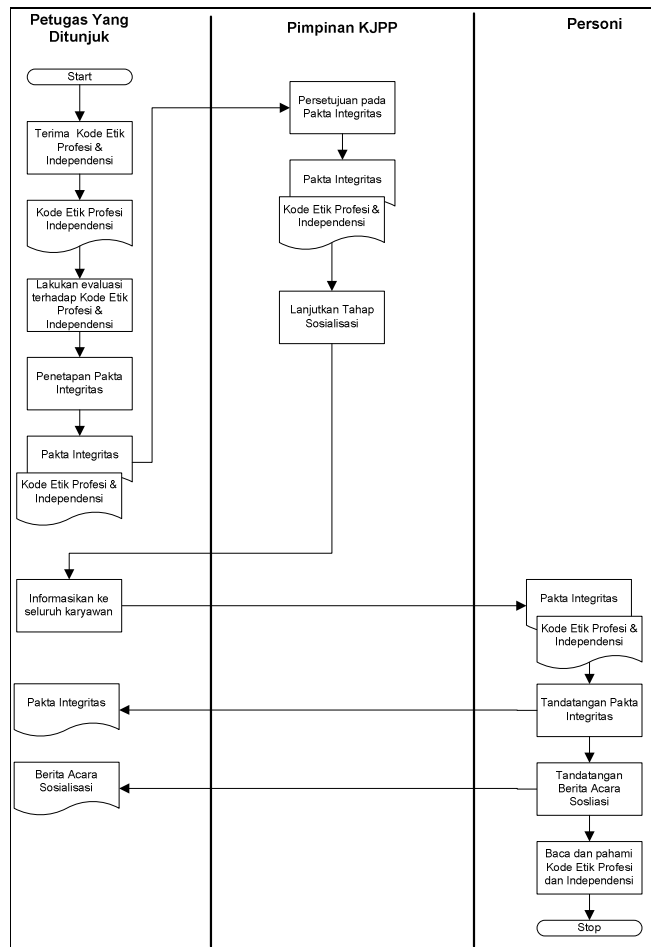 Petugas Yang
Ditunjuk
Pimpinan KJPP
Personi
Start
Terima Kode Etik
Profesi
& Independensi
Kode Etik Profesi
Independensi
Lakukan evaluasi
terhadap Kode Etik
Profesi &
Independensi
Penetapan Pakta
Integritas
Pakta Integritas
Kode Etik Profesi &
Independensi
Persetujuan pada
Pakta Integritas
Pakta Integritas
Kode Etik Profesi &
Independensi
Lanjutkan Tahap
Sosialisasi
Informasikan ke
seluruh karyawan
Pakta Integritas
Kode Etik Profesi &
Independensi
Pakta Integritas
Tandatangan Pakta
Integritas
Berita Acara
Sosialisasi
Tandatangan
Berita Acara
Sosliasi
Baca dan pahami
Kode Etik Profesi
dan Independensi
Stop